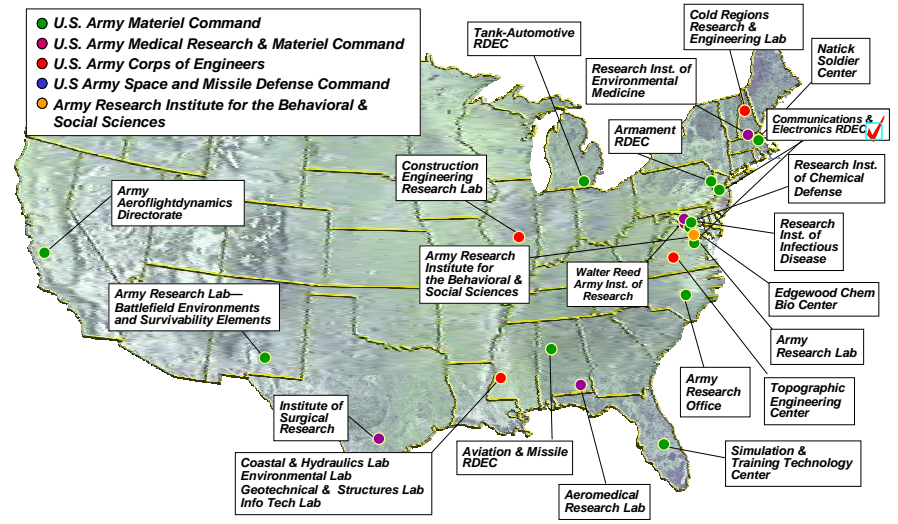 U.S. Army Materiel Command
U.S. Army Medical Research & Materiel Command
U.S. Army Corps of Engineers
U.S Army Space and Missile Defense Command
Army Research Institute for the Behavioral &
Social Sciences
Tank-Automotive
RDEC
Cold Regions
Research &
Engineering Lab
Natick
Soldier
Center
Research Inst. of
Environmental
Medicine
Communications &
Electronics RDEC
Armament
RDEC
Construction
Engineering
Research Lab
Research Inst.
of Chemical
Defense
Army
Aeroflightdynamics
Directorate
Research
Inst. of
Infectious
Disease
Army Research
Institute for
the Behavioral
& Social Sciences
Walter Reed
Army Inst. of
Research
Edgewood Chem
Bio Center
Army Research Lab—
Battlefield Environments
and Survivability Elements
Army
Research Lab
Army
Research
Office
Topographic
Engineering
Center
Institute of
Surgical
Research
Coastal & Hydraulics Lab
Environmental Lab
Geotechnical & Structures Lab
Info Tech Lab
Aviation & Missile
RDEC
Aeromedical
Research Lab
Simulation &
Training Technology
Center